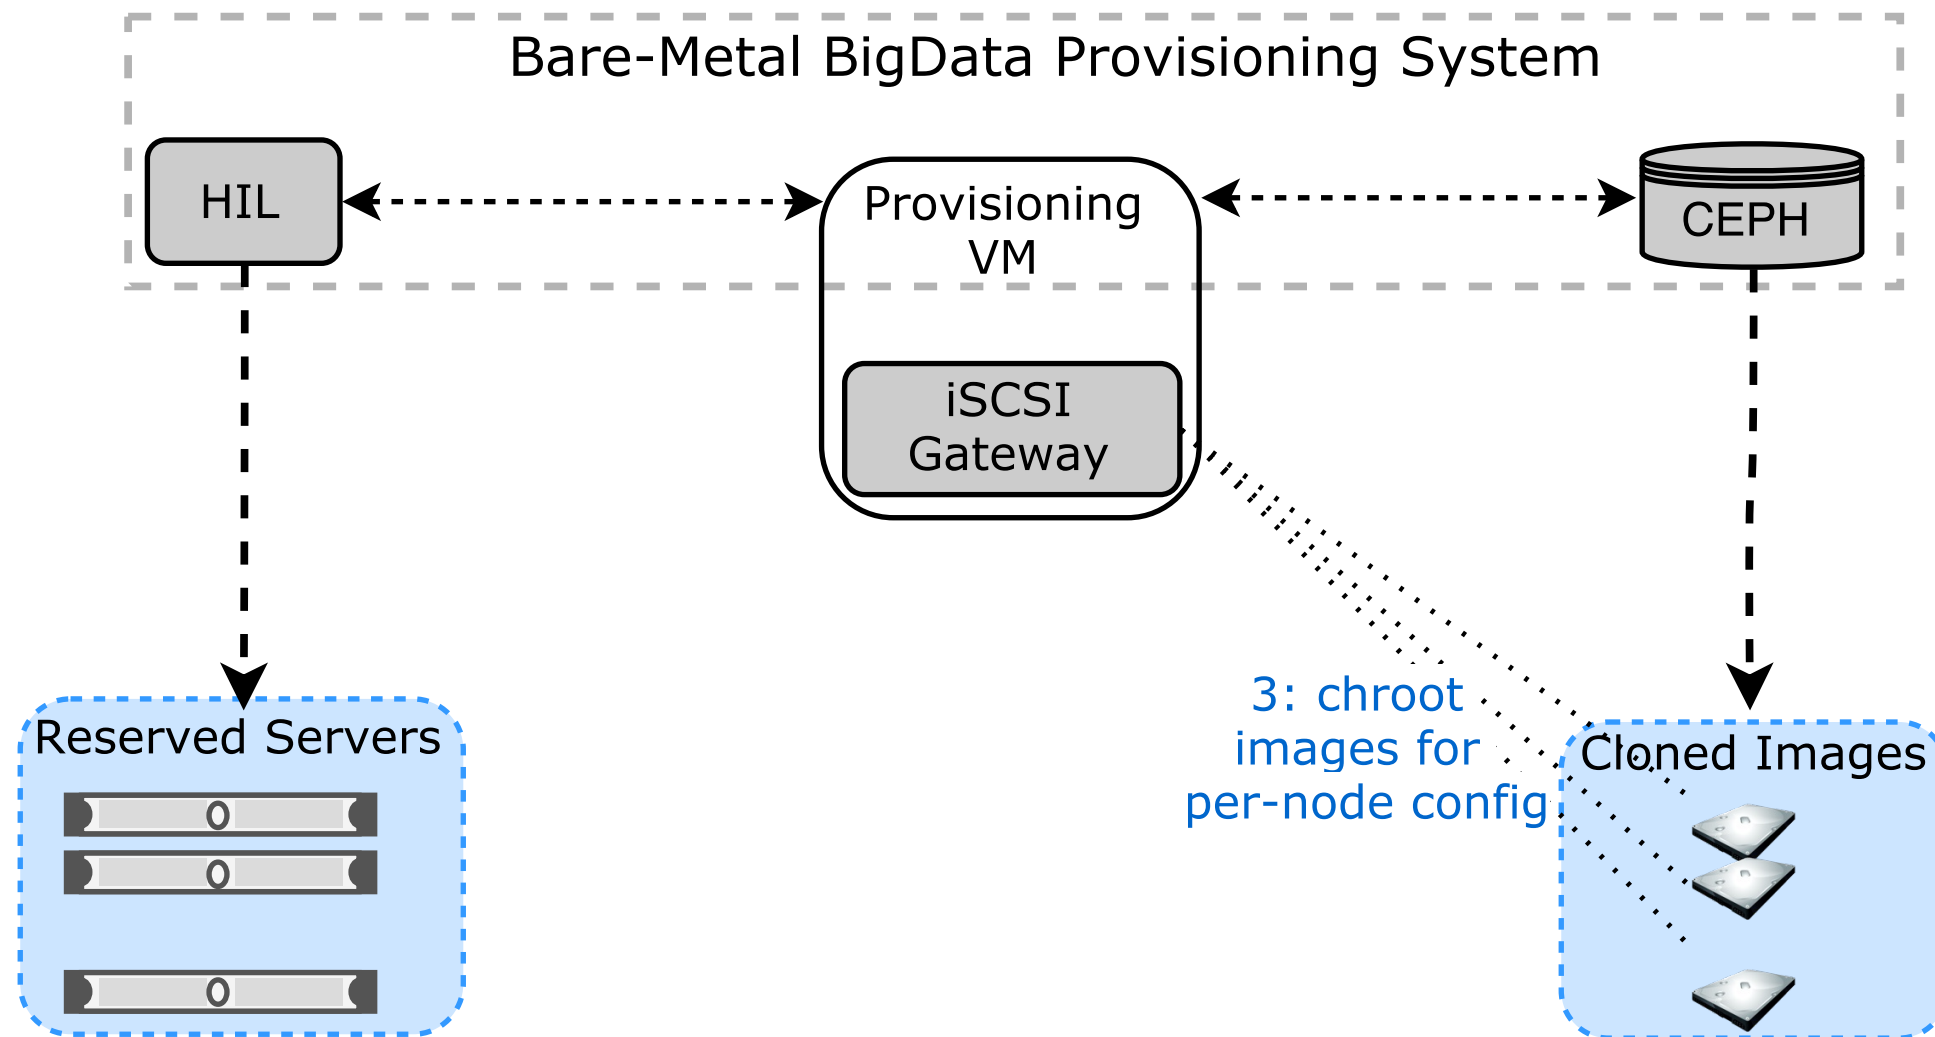 Bare-Metal BigData Provisioning System
HIL
Provisioning
VM
CEPH
iSCSI
Gateway
3: chroot
images for
per-node config
Reserved Servers
Cloned Images